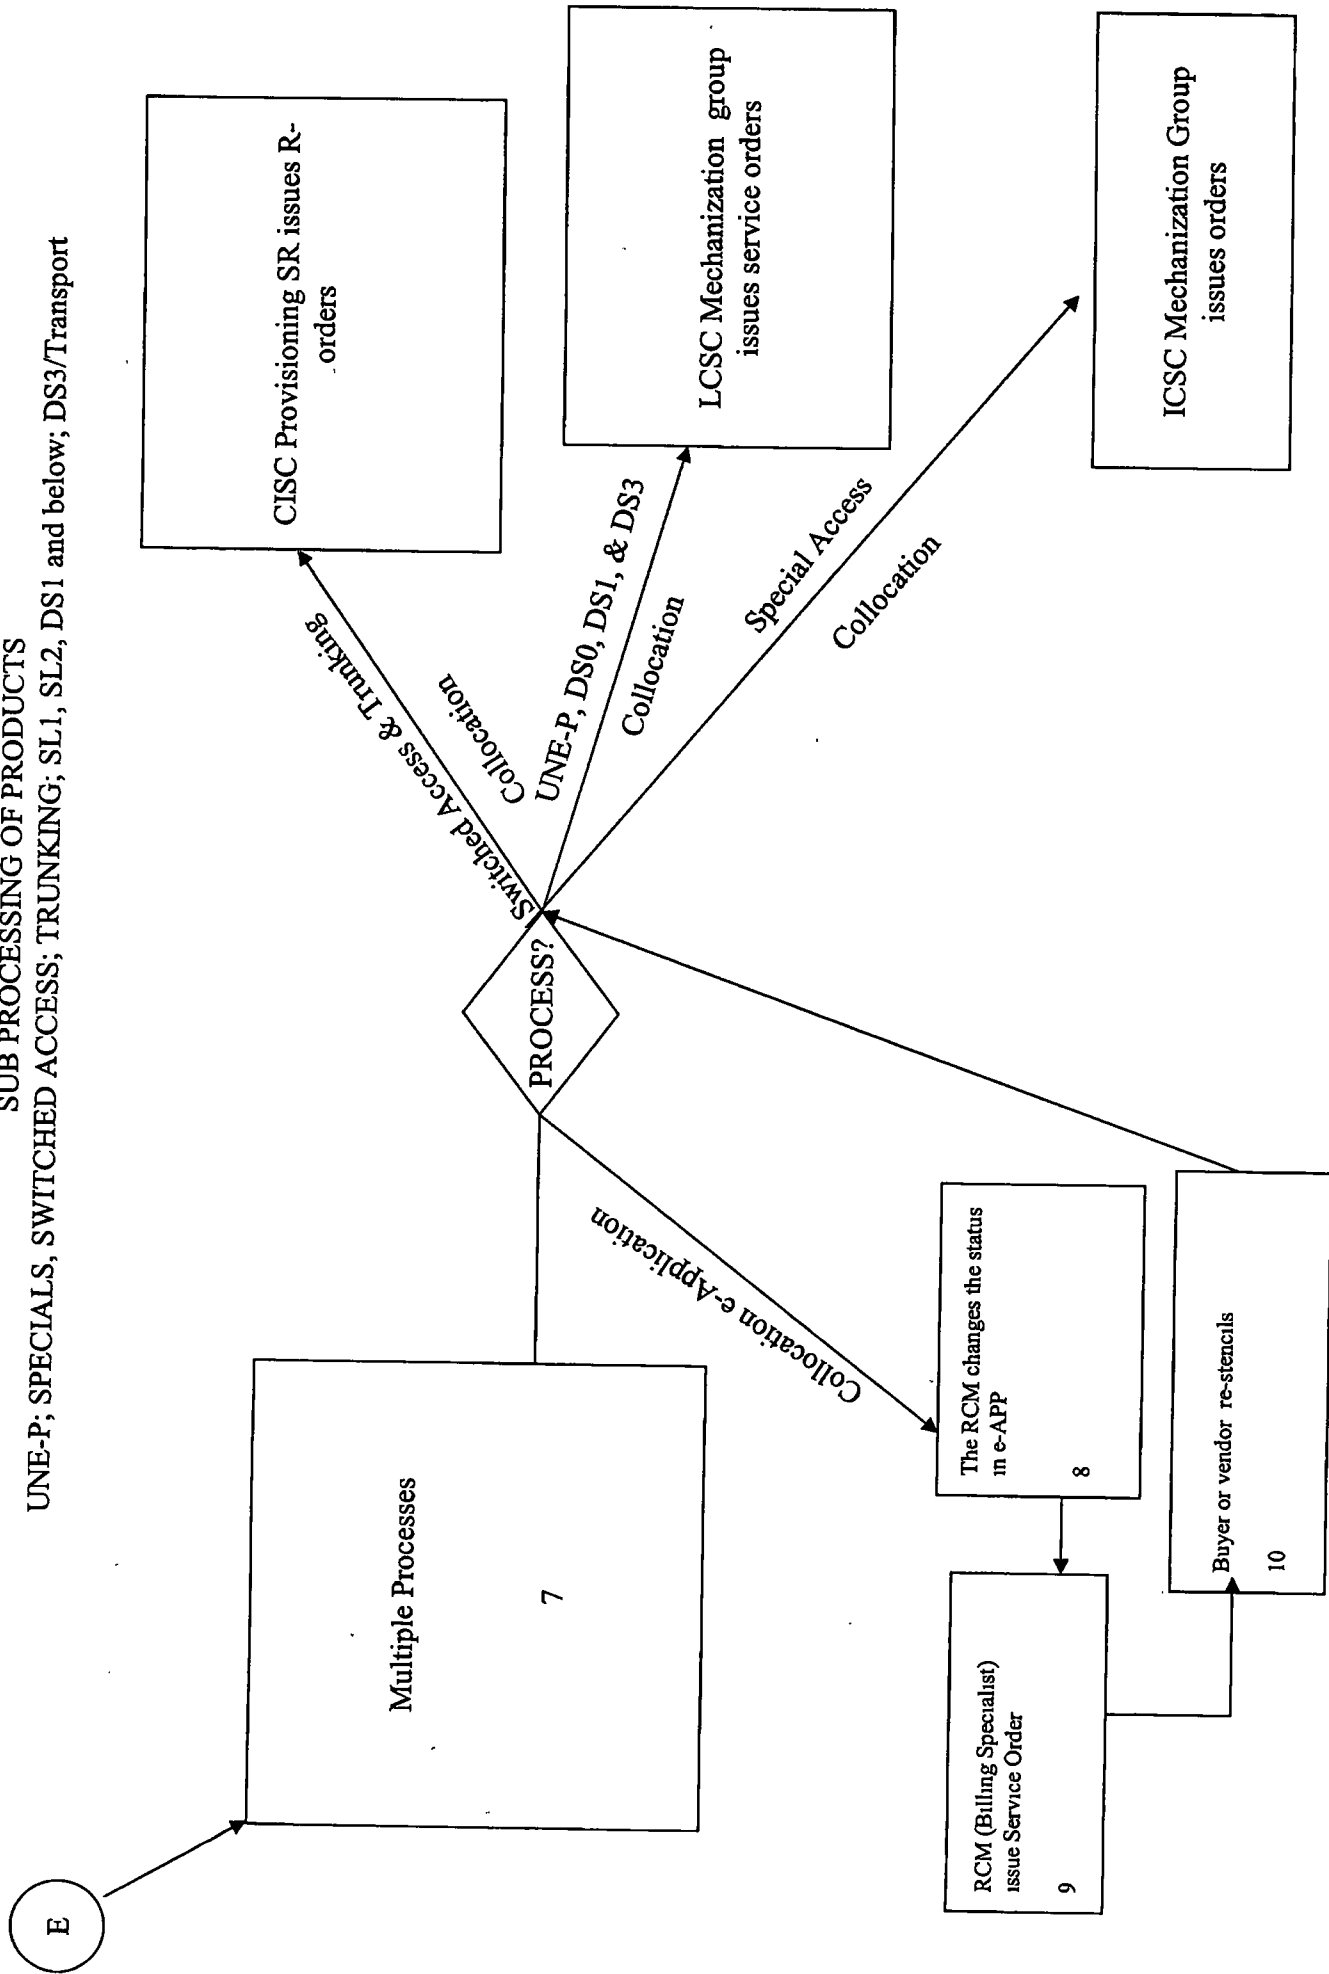 SUB PROCESSING OF PRODUCTS
UNE-P; SPECIALS, SWITCHED ACCESS; TRUNKING; SL1, SL2, DS1 and below; DS3/Transport
E
Multiple Processes
7
PROCESS?
Switched Access & Trunking
Collocation
CISC Provisioning SR issues R-
orders
UNE-P, DS0, DS1, & DS3
Collocation
LCSC Mechanization group
issues service orders
Special Access
Collocation
ICSC Mechanization Group
issues orders
Collocation e-Application
The RCM changes the status
in e-APP
8
RCM (Billing Specialist)
issue Service Order
9
Buyer or vendor re-stencils
10